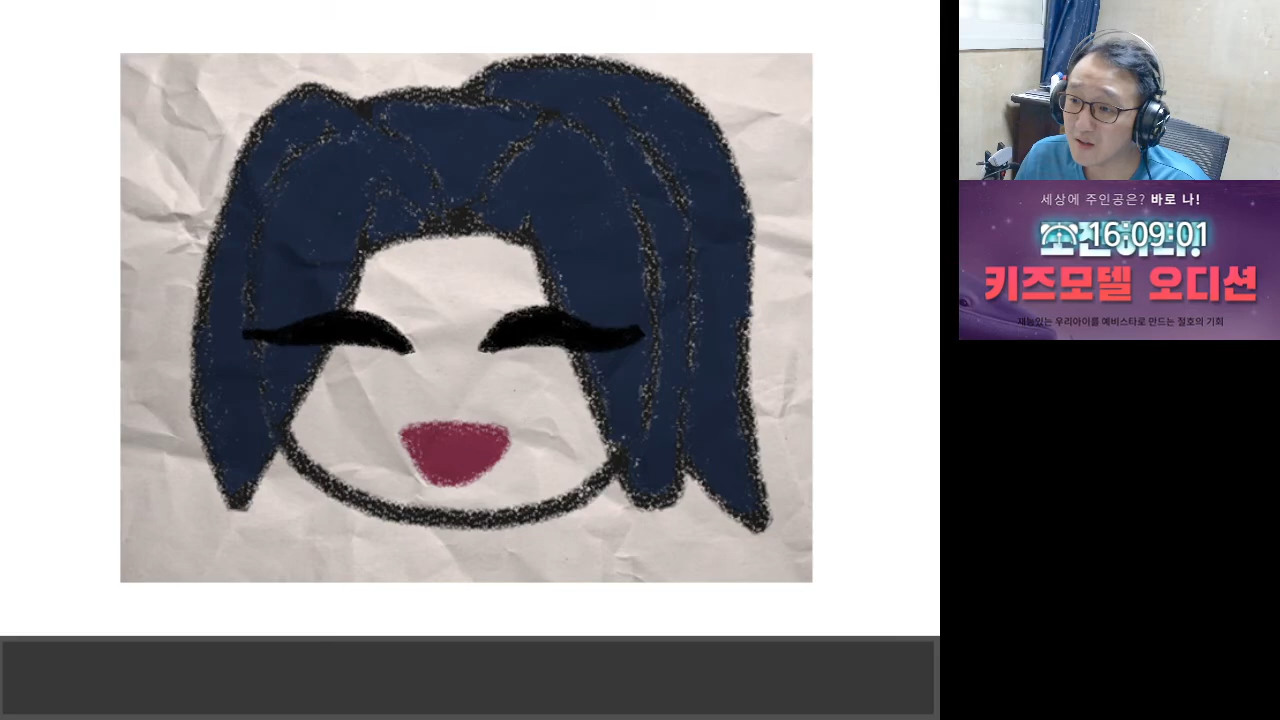 세상에 주인공은? 바로 나!
16:09:01
키즈모델 오디션
재능있는 우리아이를 예비스타로 만드는 절호의 기회